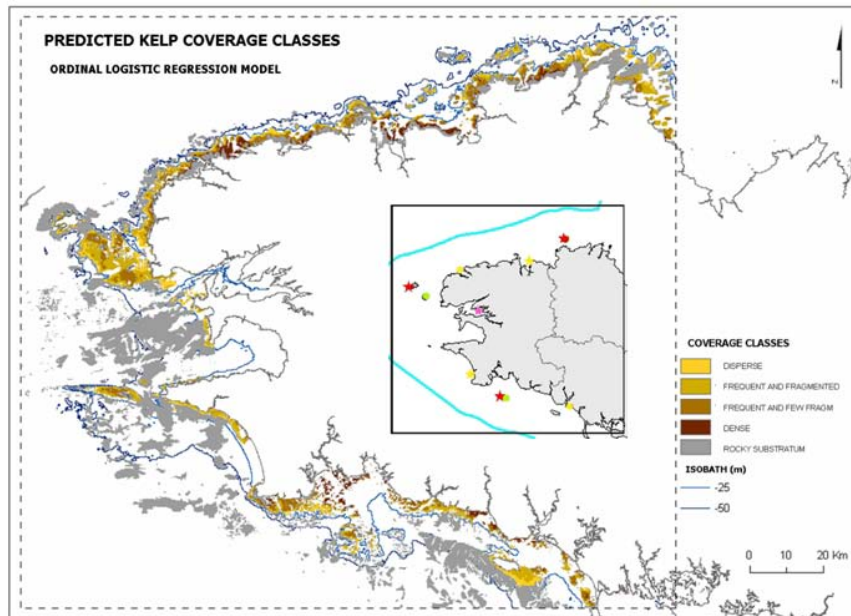 PREDICTED KELP COVERAGE CLASSES
ORDINAL LOGISTIC REGRESSION MODEL
N
COVERAGE CLASSES
DISPERSE
FREQUENT AND FRAGMENTED
FREQUENT AND FEW FRAGM
DENSE
ROCKY SUBSTRATUM
ISOBATH (m)
-25
-50
0 10 20 Km